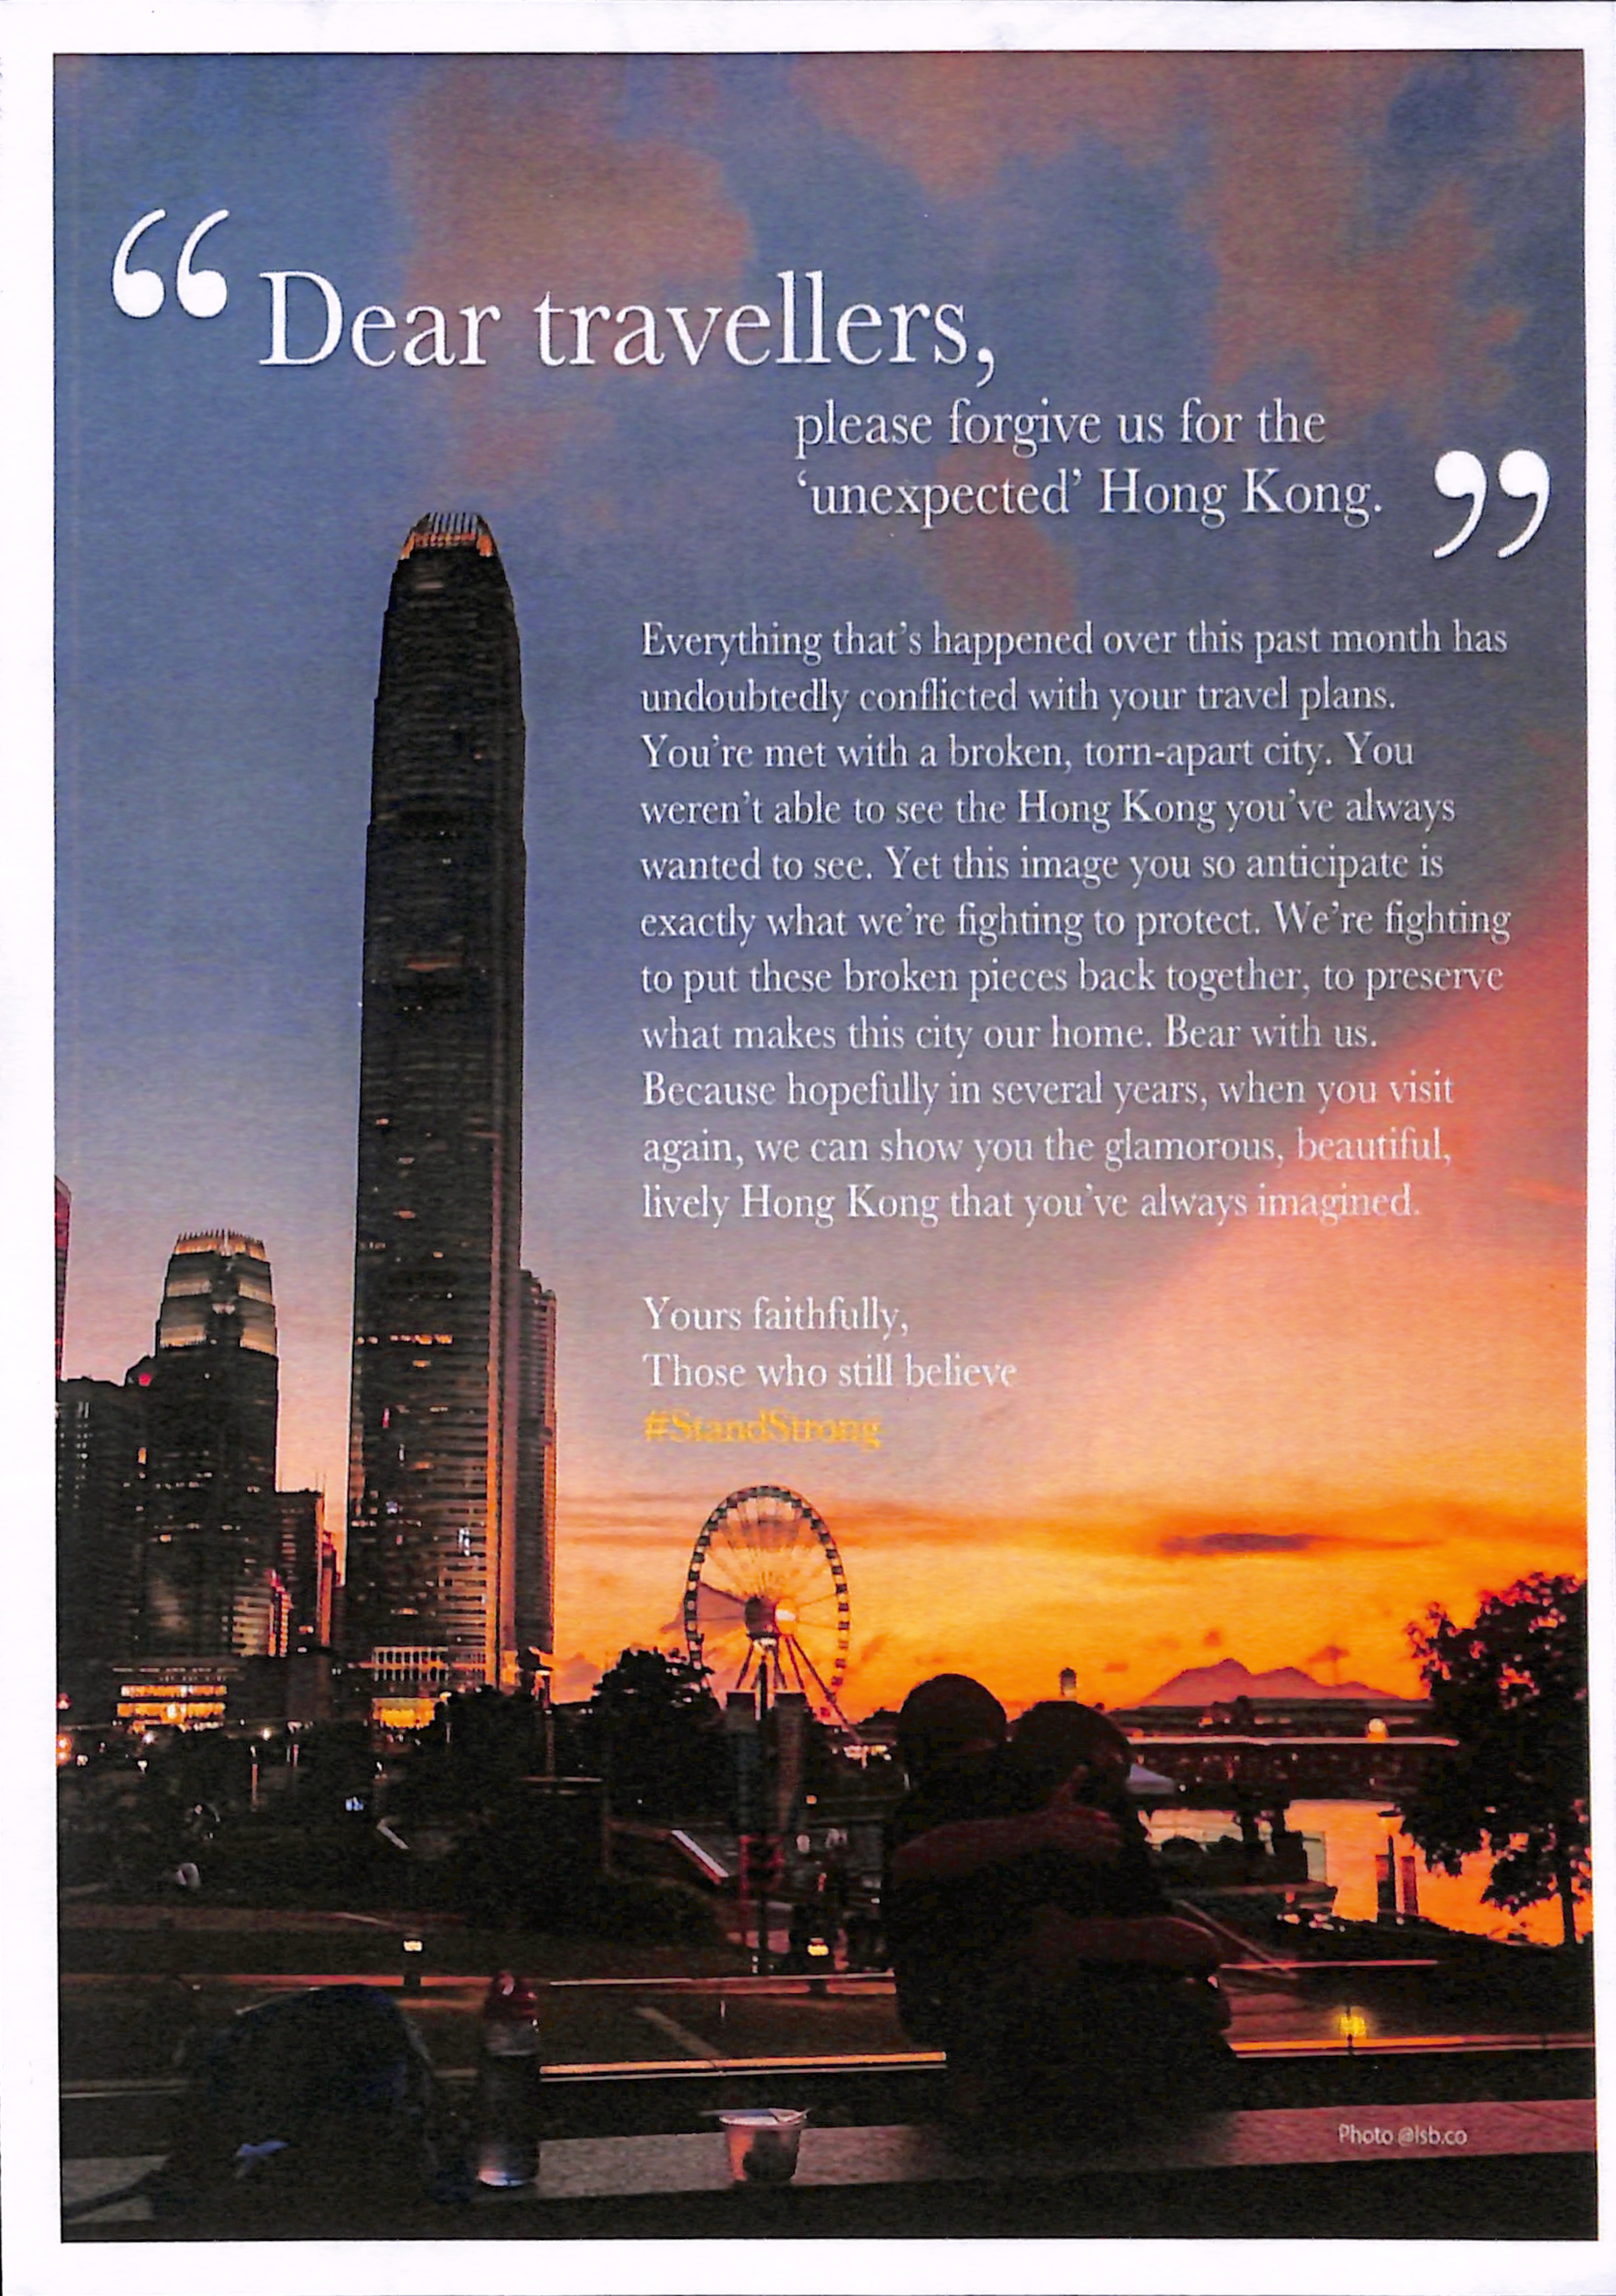 “ Dear travellers,
please forgive us for the
‘unexpected’ Hong Kong. ”
Everything that’s happened over this past month has
undoubtedly conflicted with your travel plans.
You’re met with a broken, torn-apart city. You
weren’t able to see the Hong Kong you’ve always
wanted to see. Yet this image you so anticipate is
exactly what we’re fighting to protect. We’re fighting
to put these broken pieces back together, to preserve
what makes this city our home. Bear with us.
Because hopefully in several years, when you visit
again, we can show you the glamorous, beautiful,
lively Hong Kong that you’ve always imagined.
Yours faithfully,
Those who still believe
#StandStrong
Photo @lsb.co